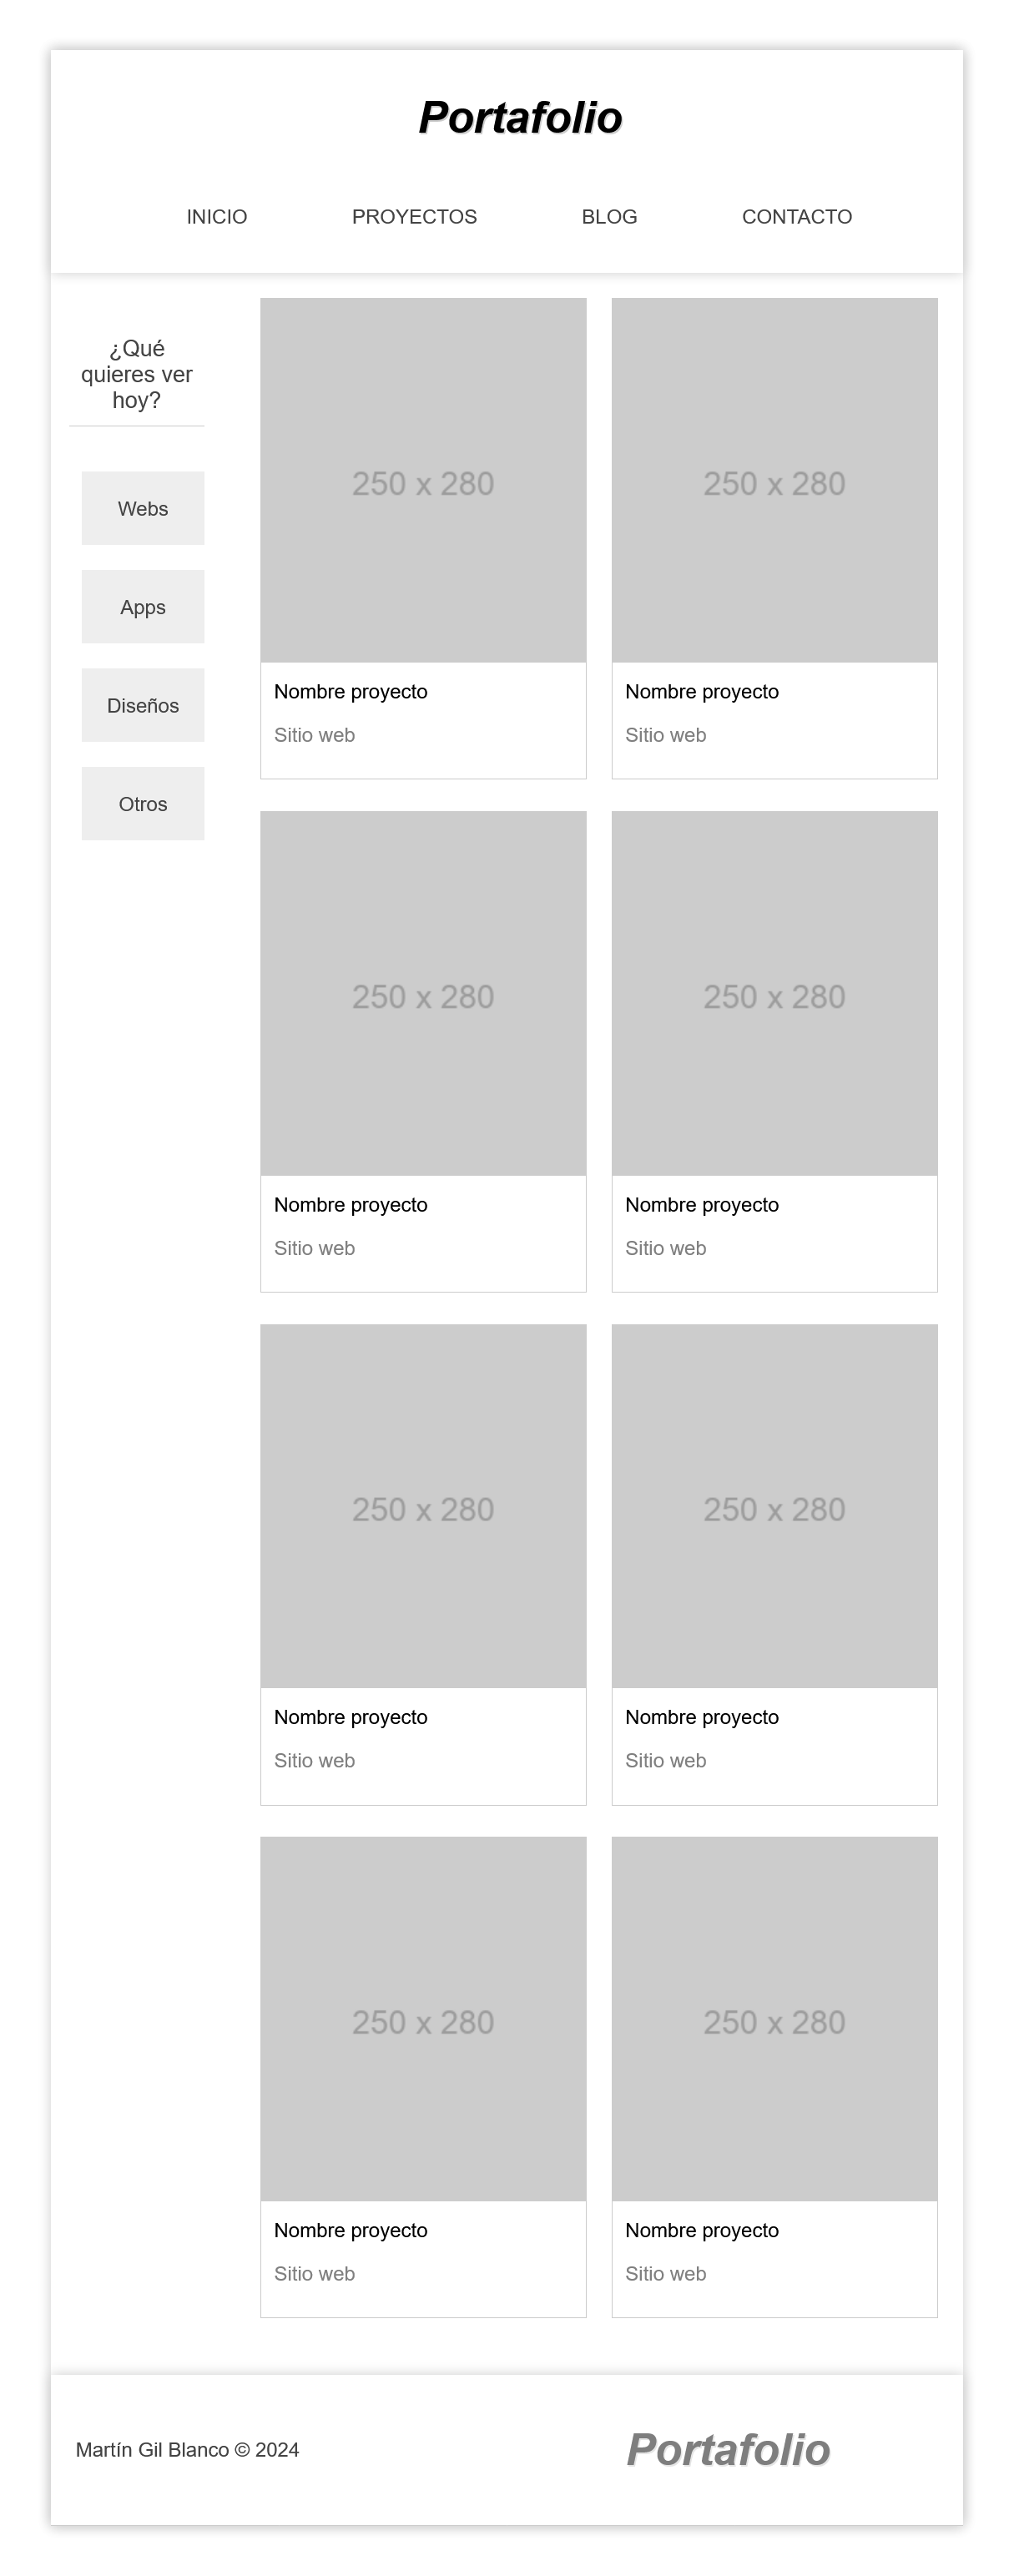 Portafolio
INICIO PROYECTOS BLOG CONTACTO
¿Qué
quieres ver
hoy?
Webs
Apps
Diseños
Otros
250 x 280
Nombre proyecto
Sitio web
250 x 280
Nombre proyecto
Sitio web
250 x 280
Nombre proyecto
Sitio web
250 x 280
Nombre proyecto
Sitio web
250 x 280
Nombre proyecto
Sitio web
250 x 280
Nombre proyecto
Sitio web
250 x 280
Nombre proyecto
Sitio web
250 x 280
Nombre proyecto
Sitio web
Martín Gil Blanco © 2024
Portafolio